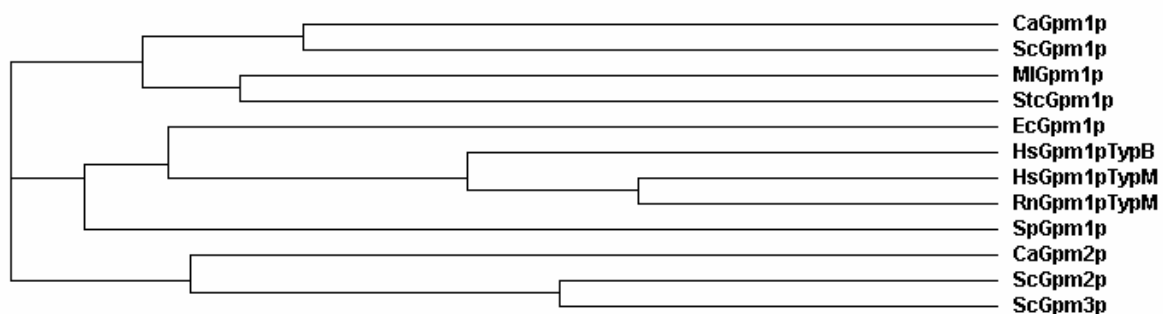 CaGpm1p
ScGpm1p
MlGpm1p
StcGpm1p
EcGpm1p
HsGpm1pTypB
HsGpm1pTypM
RnGpm1pTypM
SpGpm1p
CaGpm2p
ScGpm2p
ScGpm3p